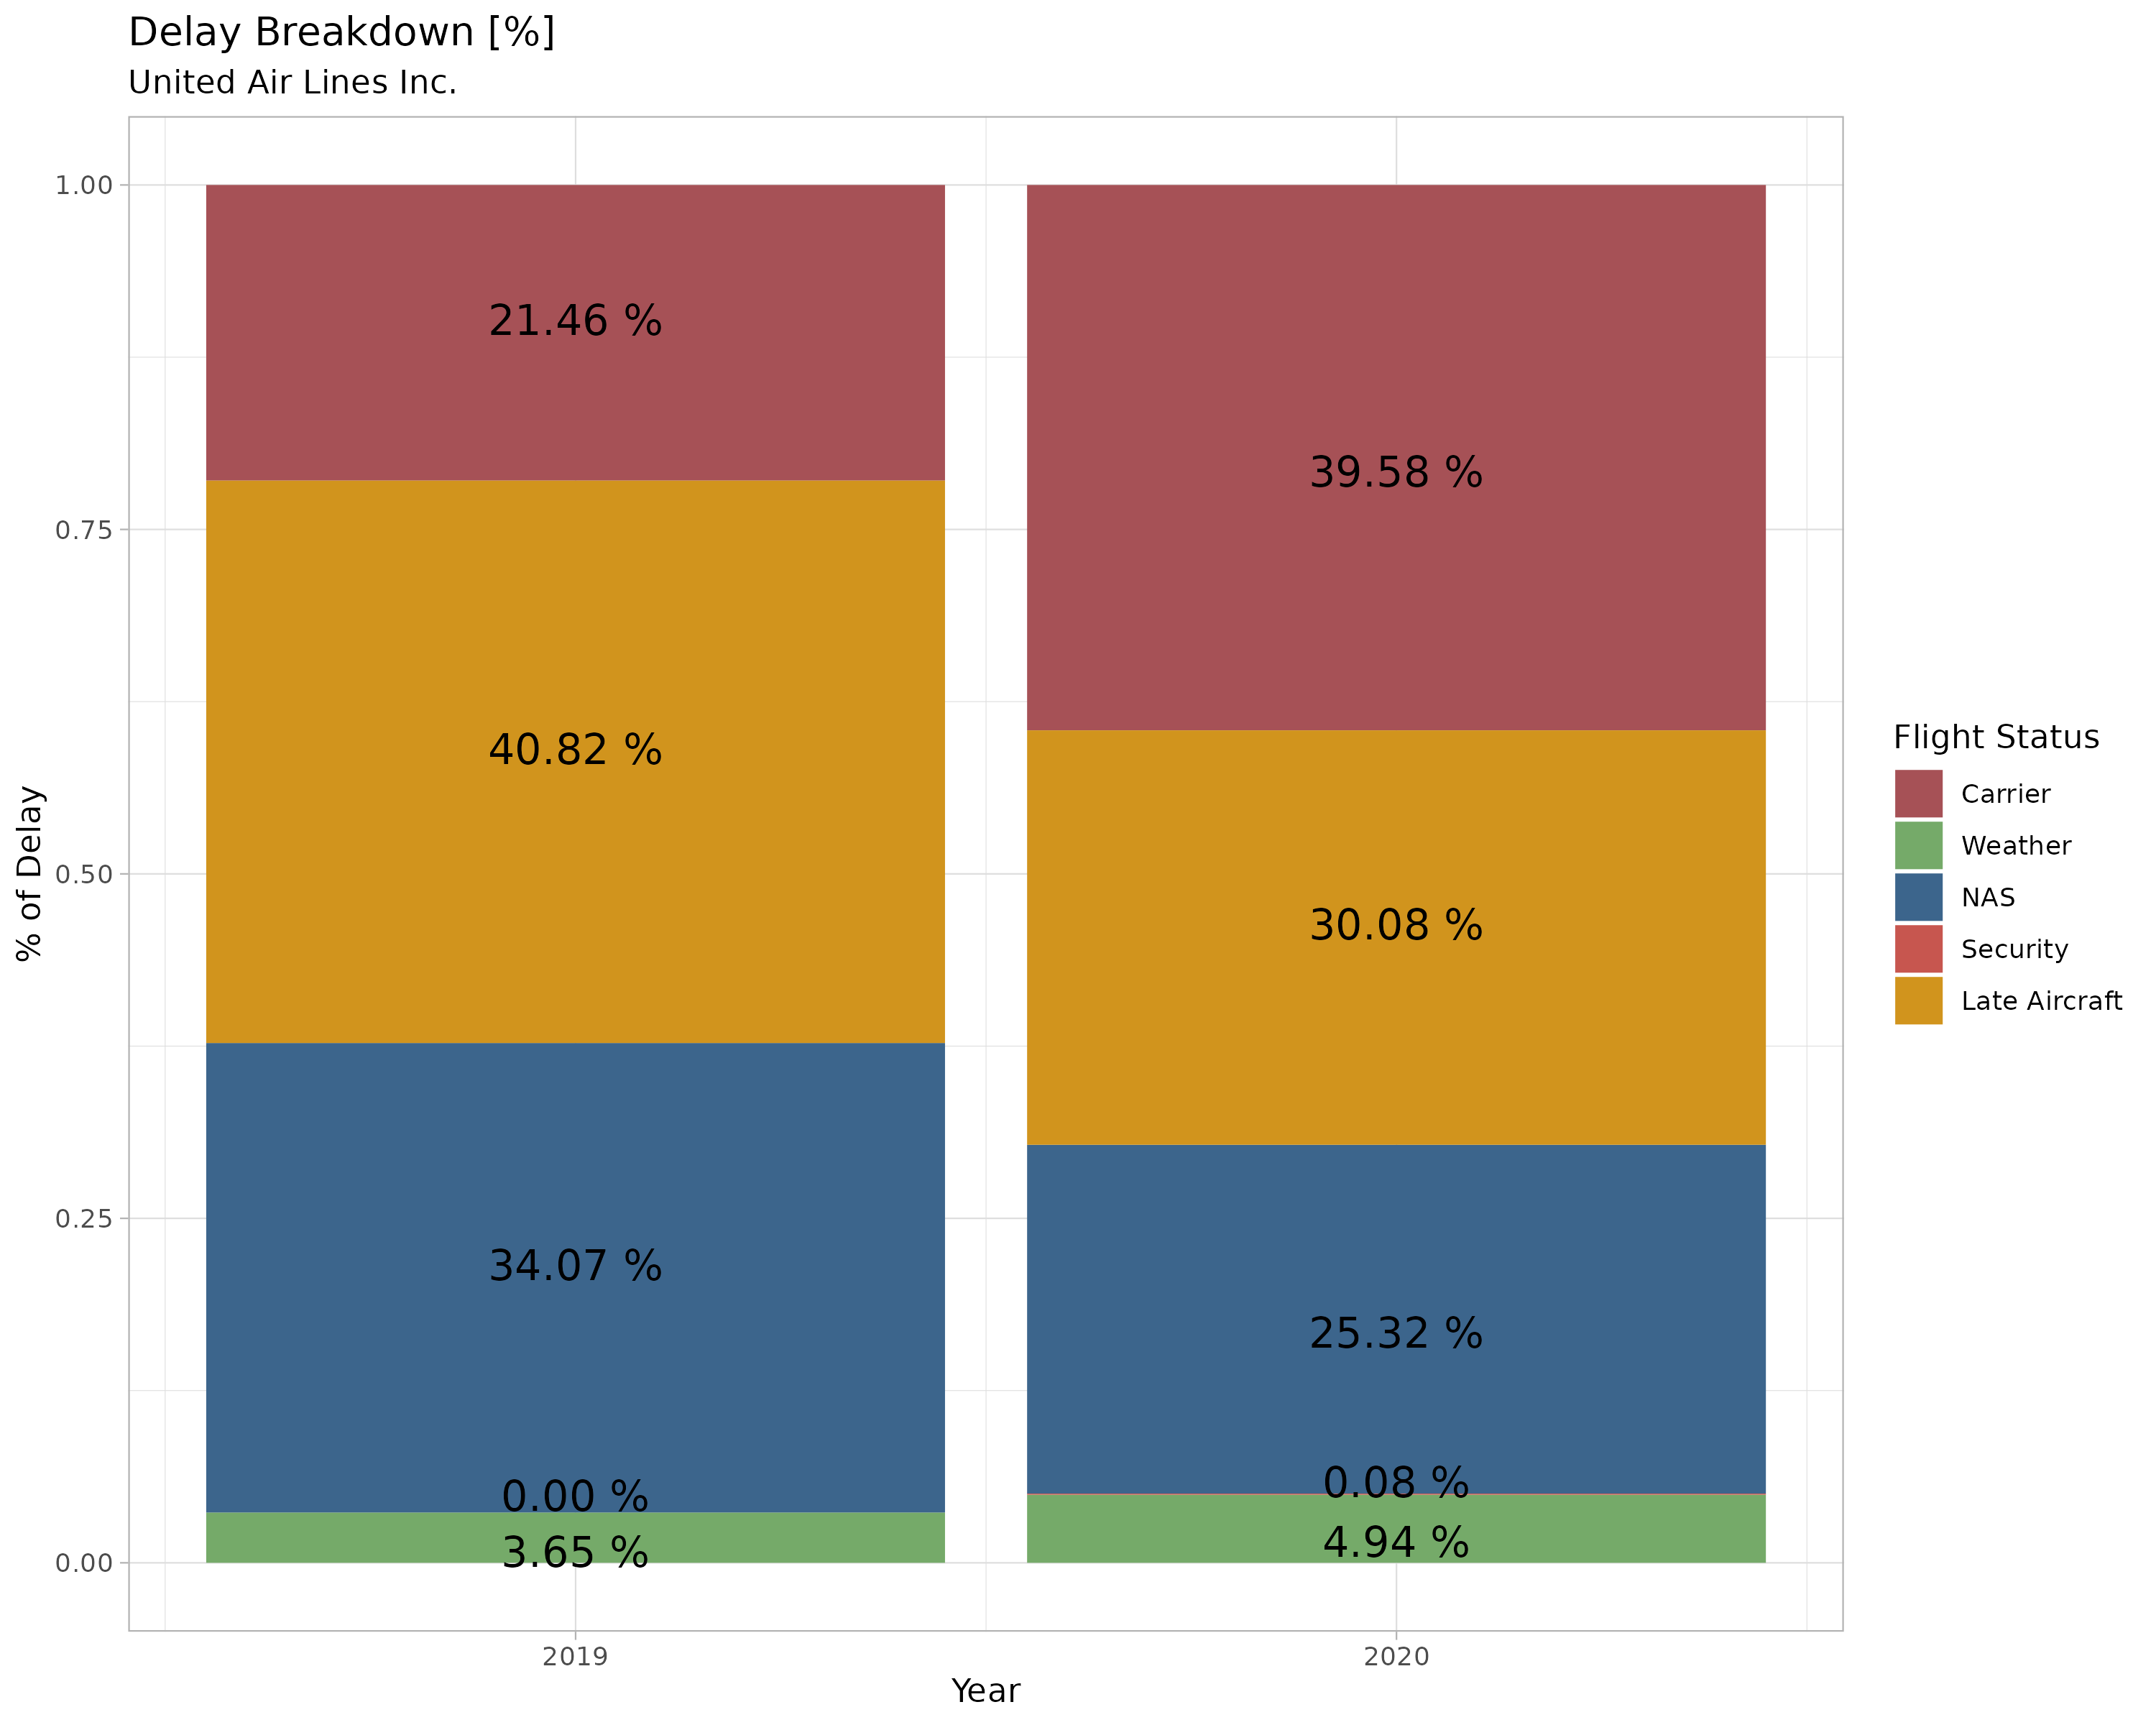 Delay Breakdown [%]
United Air Lines Inc.
% of Delay
1.00
0.75
0.50
0.25
0.00
21.46 %
40.82 %
34.07 %
0.00 %
3.65 %
39.58 %
30.08 %
25.32 %
0.08 %
4.94 %
2019
2020
Year
Flight Status
Carrier
Weather
NAS
Security
Late Aircraft